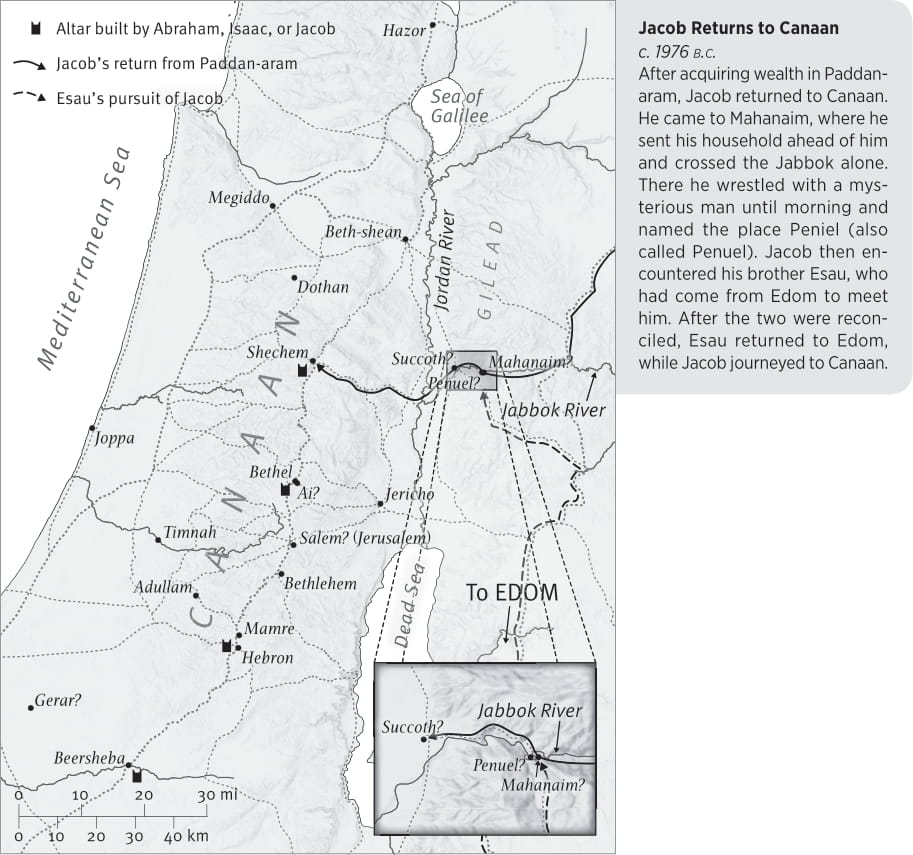 Altar built by Abraham, Isaac, or Jacob
Jacob's return from Paddan-aram
Esau's pursuit of Jacob
Hazor
Sea of
Galilee
Mediterranean Sea
Megiddo
Beth-shean
Jordan River
GILEAD
Dothan
CANAAN
Shechem
Succoth?
Mahanaim?
Penuel?
Jabbok River
Joppa
Bethel
Ai?
Jericho
Timnah
Salem? (Jerusalem)
Adullam
Bethlehem
Dead Sea
To EDOM
Mamre
Hebron
Gerar?
Beersheba
0 10 20 30 mi
0 10 20 30 40 km
Jabbok River
Succoth?
Penuel?
Mahanaim?
Jacob Returns to Canaan
c. 1976 B.C.
After acquiring wealth in Paddan-
aram, Jacob returned to Canaan.
He came to Mahanaim, where he
sent his household ahead of him
and crossed the Jabbok alone.
There he wrestled with a mys-
terious man until morning and
named the place Peniel (also
called Penuel). Jacob then en-
countered his brother Esau, who
had come from Edom to meet
him. After the two were recon-
ciled, Esau returned to Edom,
while Jacob journeyed to Canaan.